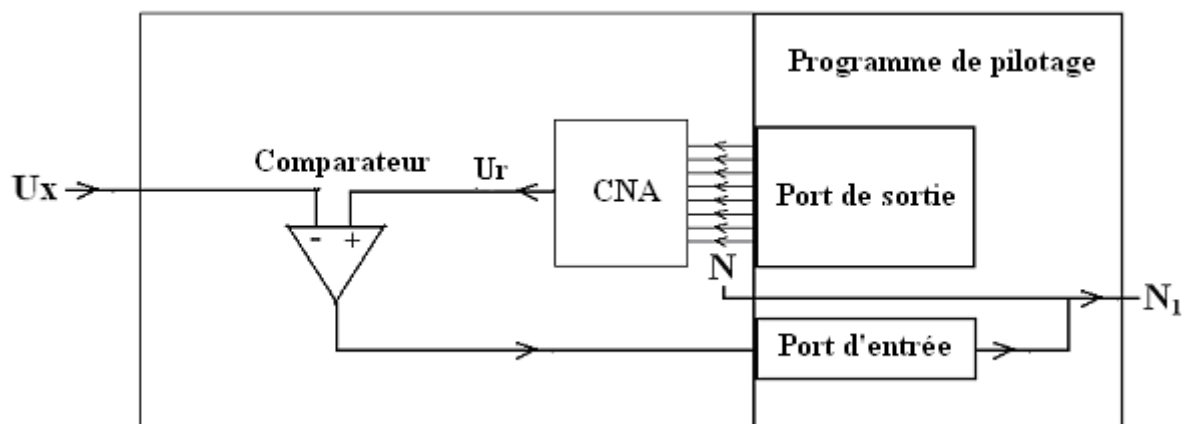 Programme de pilotage
Comparateur
Ur
Ux
CNA
Port de sortie
- +
N
N1
Port d'entrée